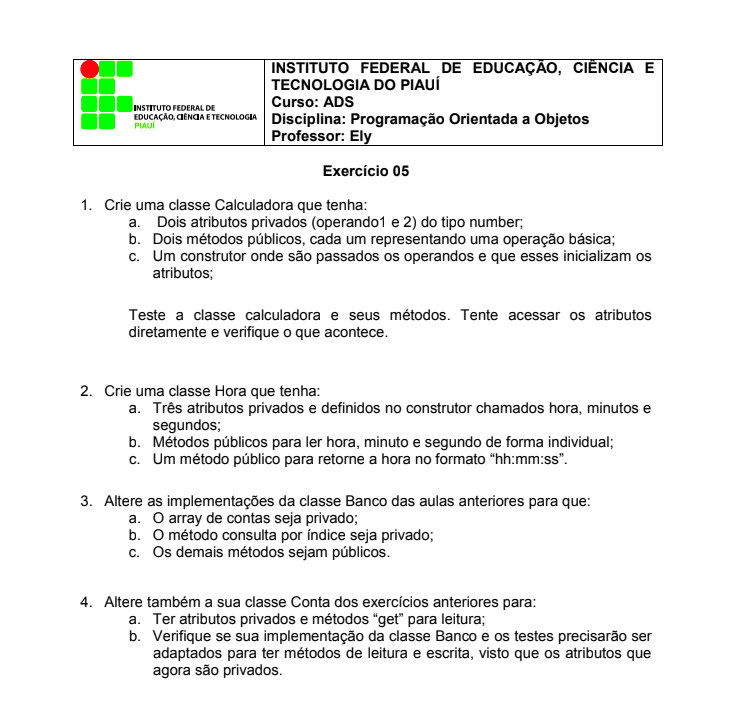 INSTITUTO FEDERAL DE
EDUCAÇÃO, CIÊNCIA E TECNOLOGIA
PIAUÍ
INSTITUTO FEDERAL DE EDUCAÇÃO, CIÊNCIA E
TECNOLOGIA DO PIAUÍ
Curso: ADS
Disciplina: Programação Orientada a Objetos
Professor: Ely
Exercício 05
1. Crie uma classe Calculadora que tenha:
a. Dois atributos privados (operando1 e 2) do tipo number;
b. Dois métodos públicos, cada um representando uma operação básica;
c. Um construtor onde são passados os operandos e que esses inicializam os
atributos;
Teste a classe calculadora e seus métodos. Tente acessar os atributos
diretamente e verifique o que acontece.
2. Crie uma classe Hora que tenha:
a. Três atributos privados e definidos no construtor chamados hora, minutos e
segundos;
b. Métodos públicos para ler hora, minuto e segundo de forma individual;
c. Um método público para retorne a hora no formato “hh:mm:ss”.
3. Altere as implementações da classe Banco das aulas anteriores para que:
a. O array de contas seja privado;
b. O método consulta por índice seja privado;
c. Os demais métodos sejam públicos.
4. Altere também a sua classe Conta dos exercícios anteriores para:
a. Ter atributos privados e métodos “get” para leitura;
b. Verifique se sua implementação da classe Banco e os testes precisarão ser
adaptados para ter métodos de leitura e escrita, visto que os atributos que
agora são privados.